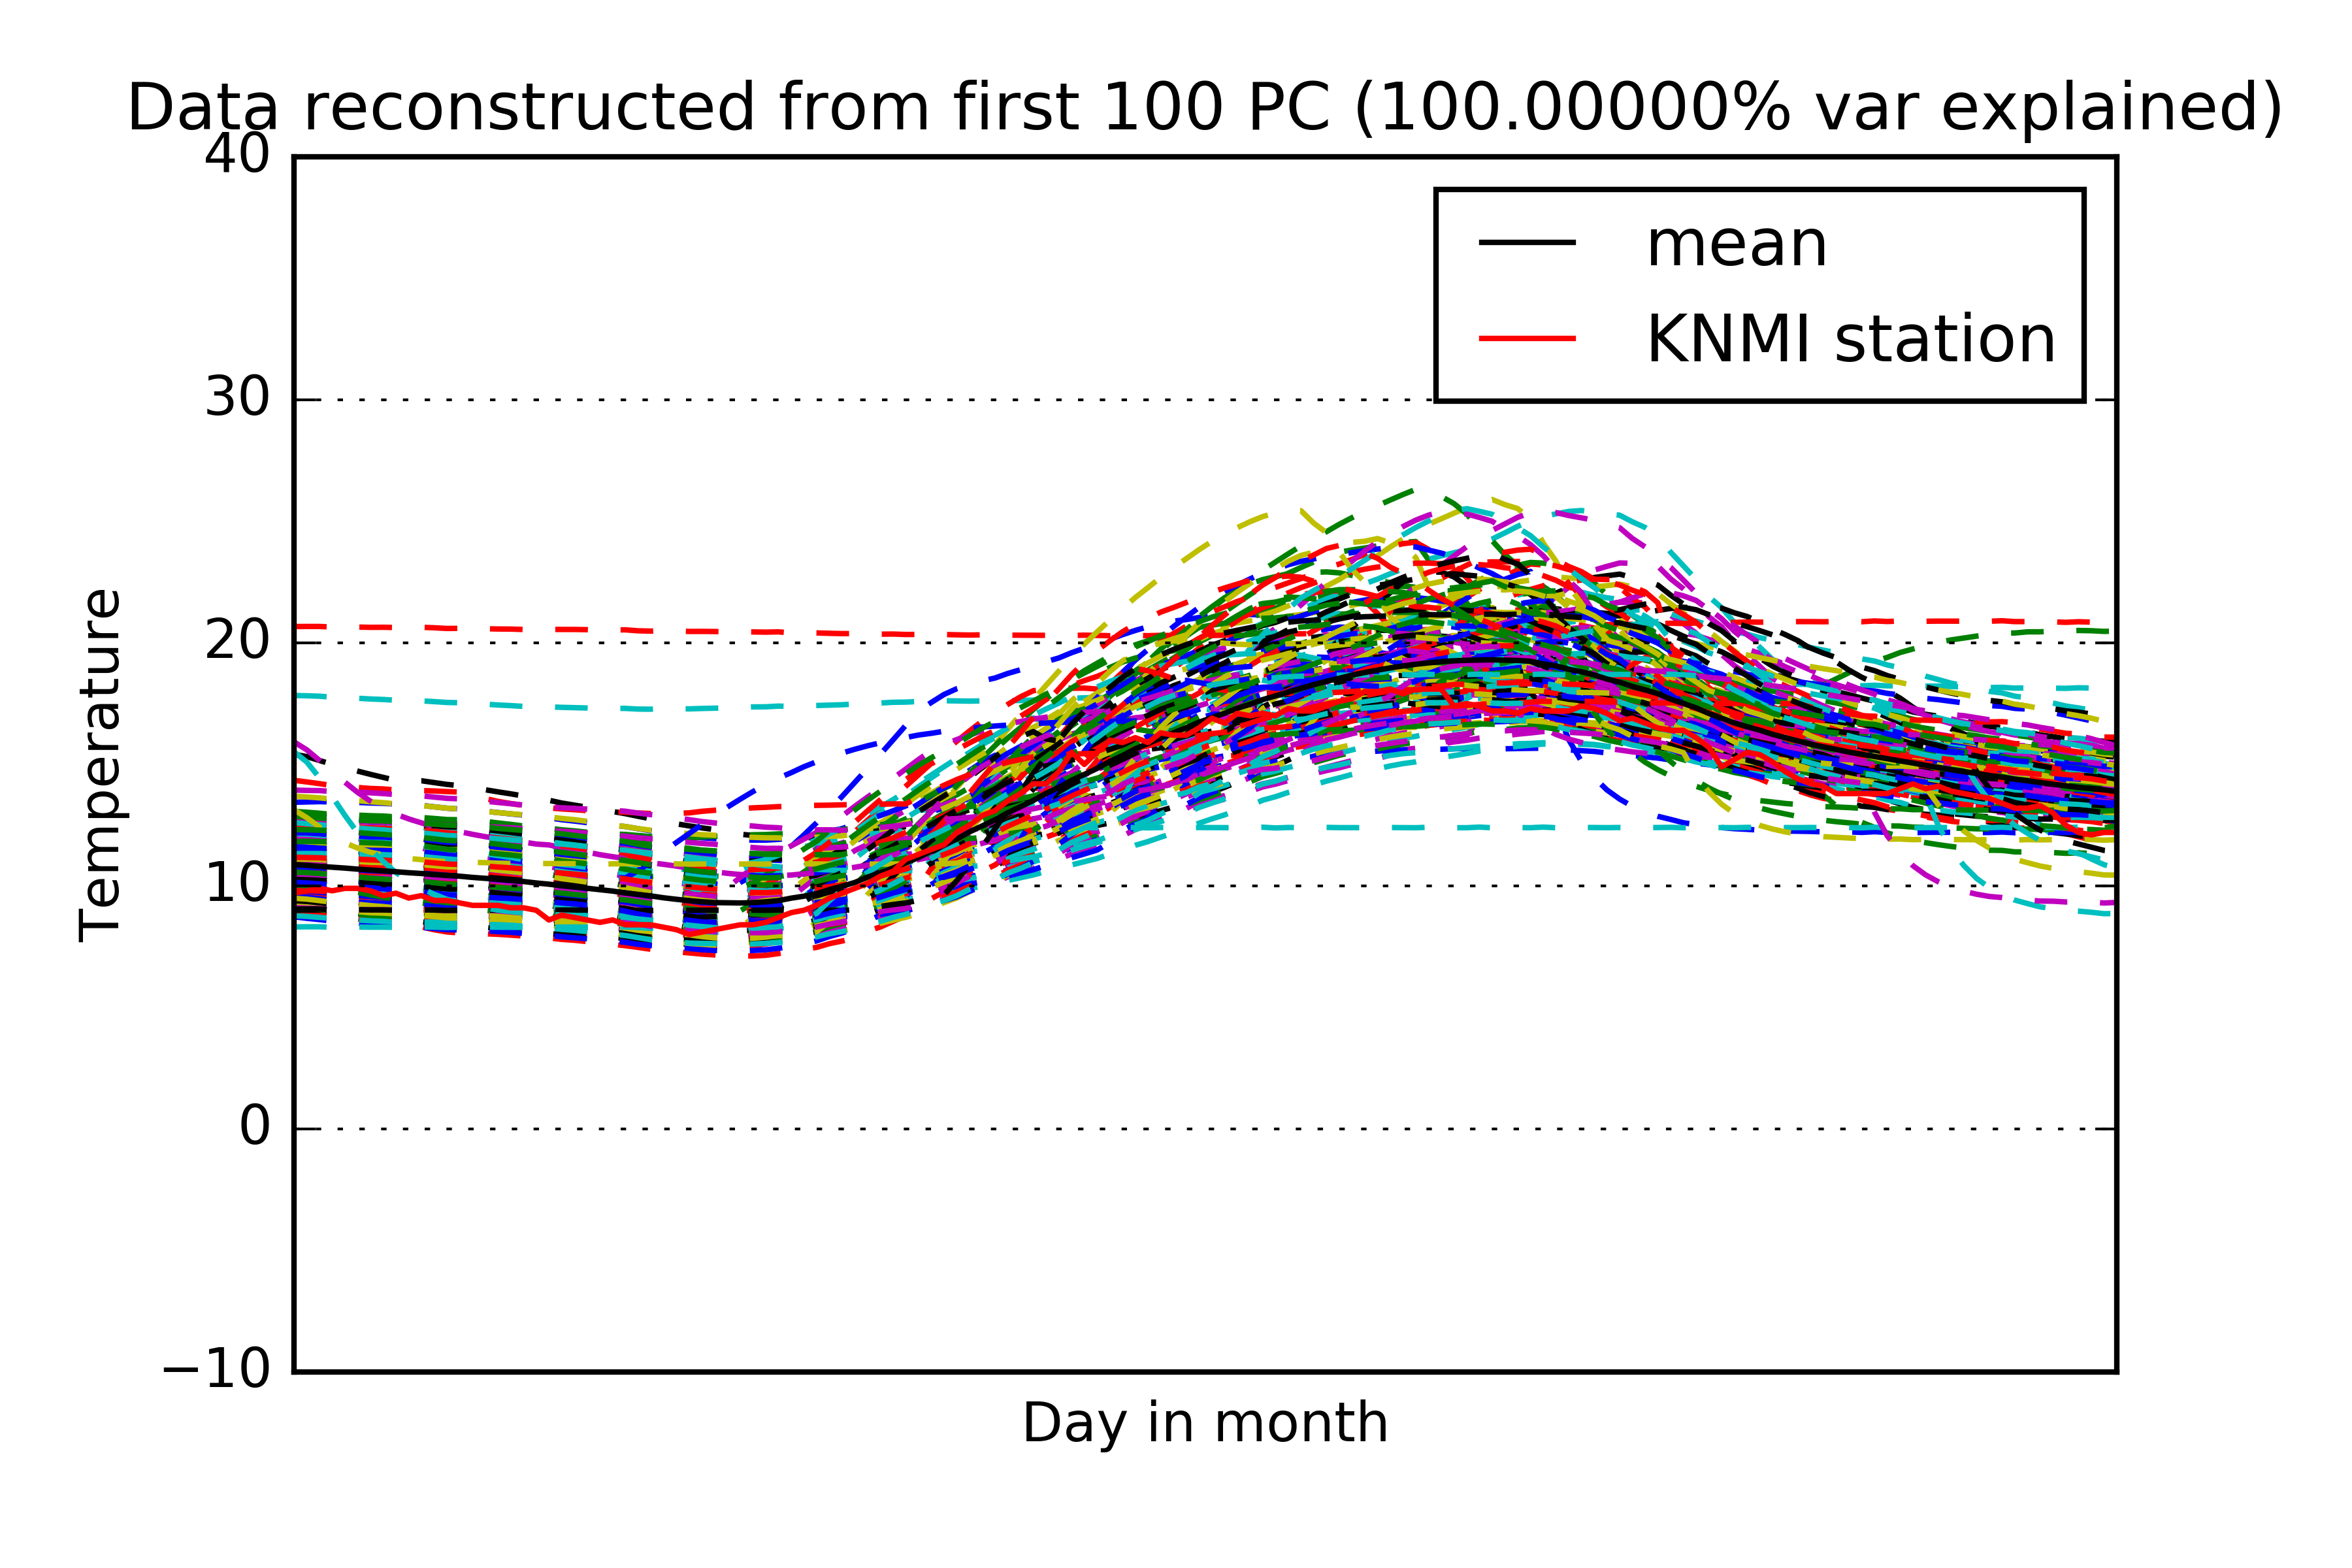 Data reconstructed from first 100 PC (100.00000% var explained)
40
30
20
10
0
−10
Temperature
mean
KNMI station
Day in month